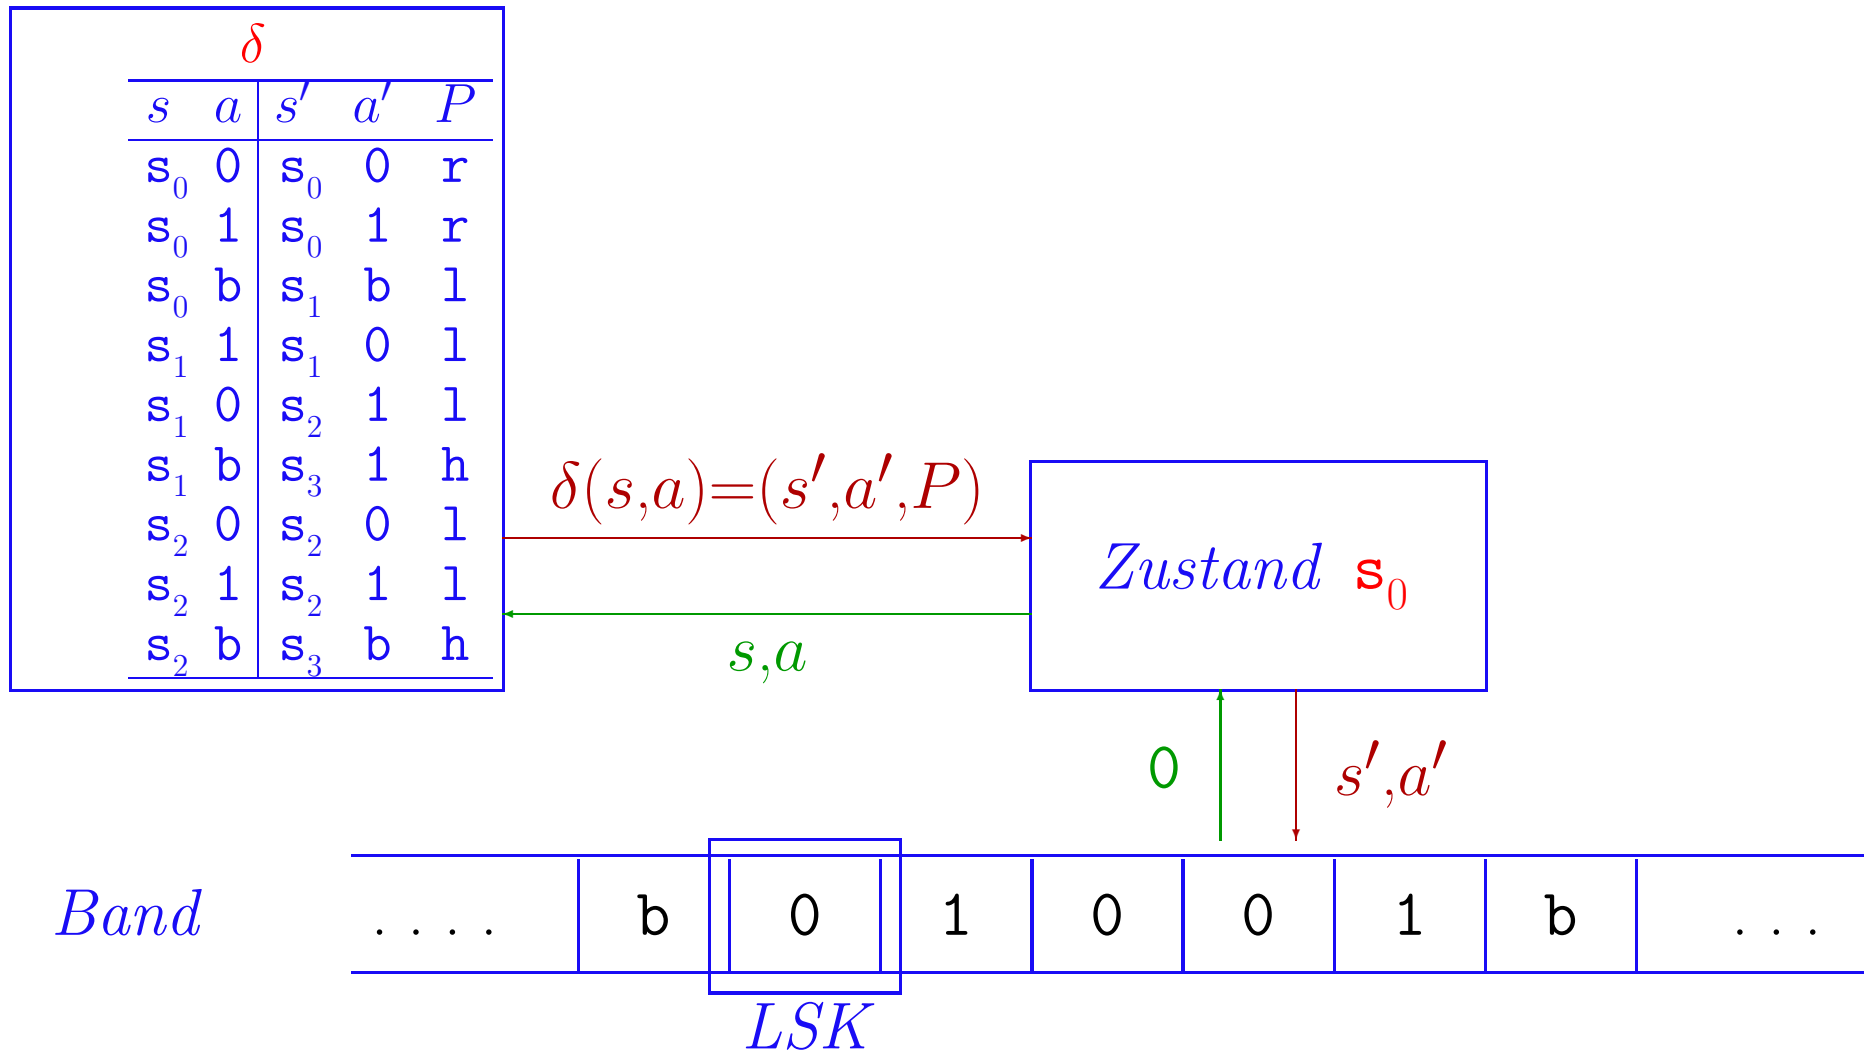 δ
s a s′ a′ P
s₀ 0 s₀ 0 r
s₀ 1 s₀ 1 r
s₀ b s₁ b l
s₁ 1 s₁ 0 l
s₁ 0 s₂ 1 l
s₁ b s₃ 1 h
s₂ 0 s₂ 0 l
s₂ 1 s₂ 1 l
s₂ b s₃ b h
δ(s,a)=(s′,a′,P)
s,a
Zustand s₀
0
s′,a′
Band
. . . . b 0 1 0 0 1 b . . .
LSK